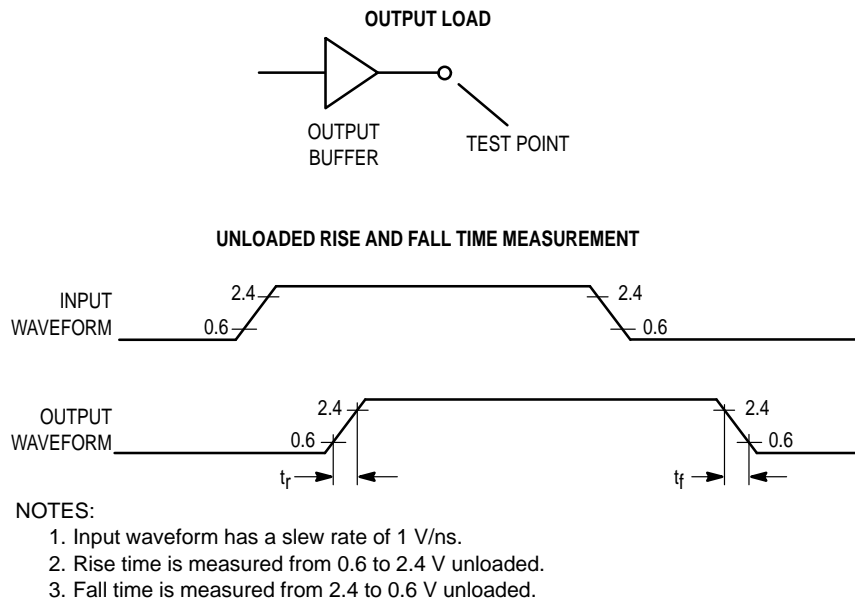 OUTPUT LOAD
OUTPUT
BUFFER
TEST POINT
UNLOADED RISE AND FALL TIME MEASUREMENT
INPUT
WAVEFORM
2.4
0.6
2.4
0.6
OUTPUT
WAVEFORM
2.4
0.6
2.4
0.6
tr
tf
NOTES:
1. Input waveform has a slew rate of 1 V/ns.
2. Rise time is measured from 0.6 to 2.4 V unloaded.
3. Fall time is measured from 2.4 to 0.6 V unloaded.